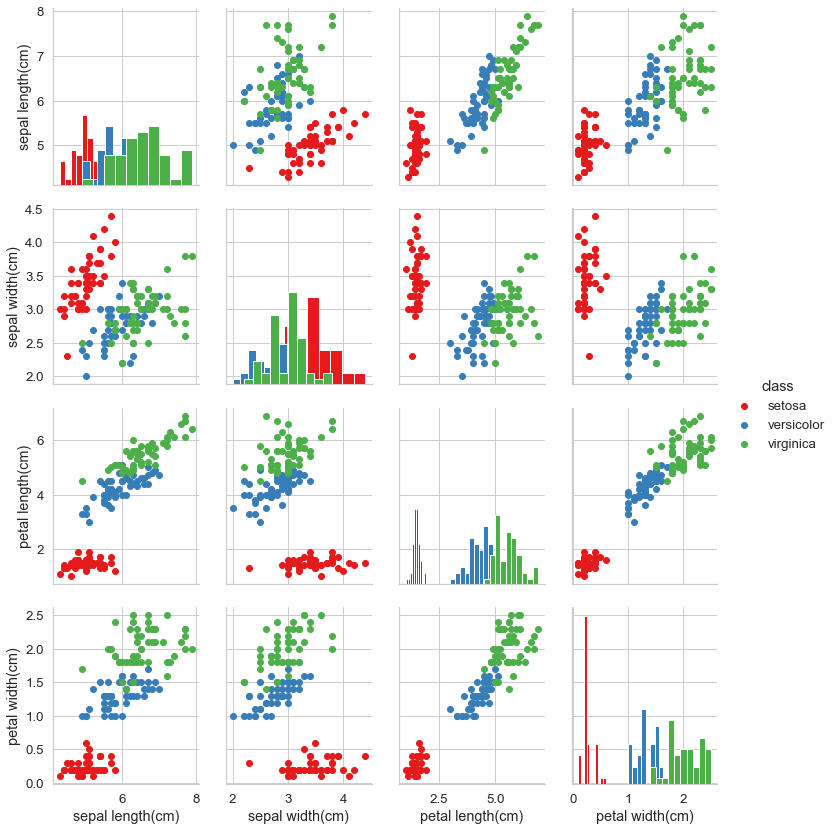 8
7
6
5
sepal length(cm)
4.5
4.0
3.5
3.0
2.5
2.0
sepal width(cm)
class
setosa
versicolor
virginica
6
4
2
petal length(cm)
2.5
2.0
1.5
1.0
0.5
0.0
petal width(cm)
6 8
2 3 4
2.5 5.0
0 1 2
sepal length(cm)
sepal width(cm)
petal length(cm)
petal width(cm)